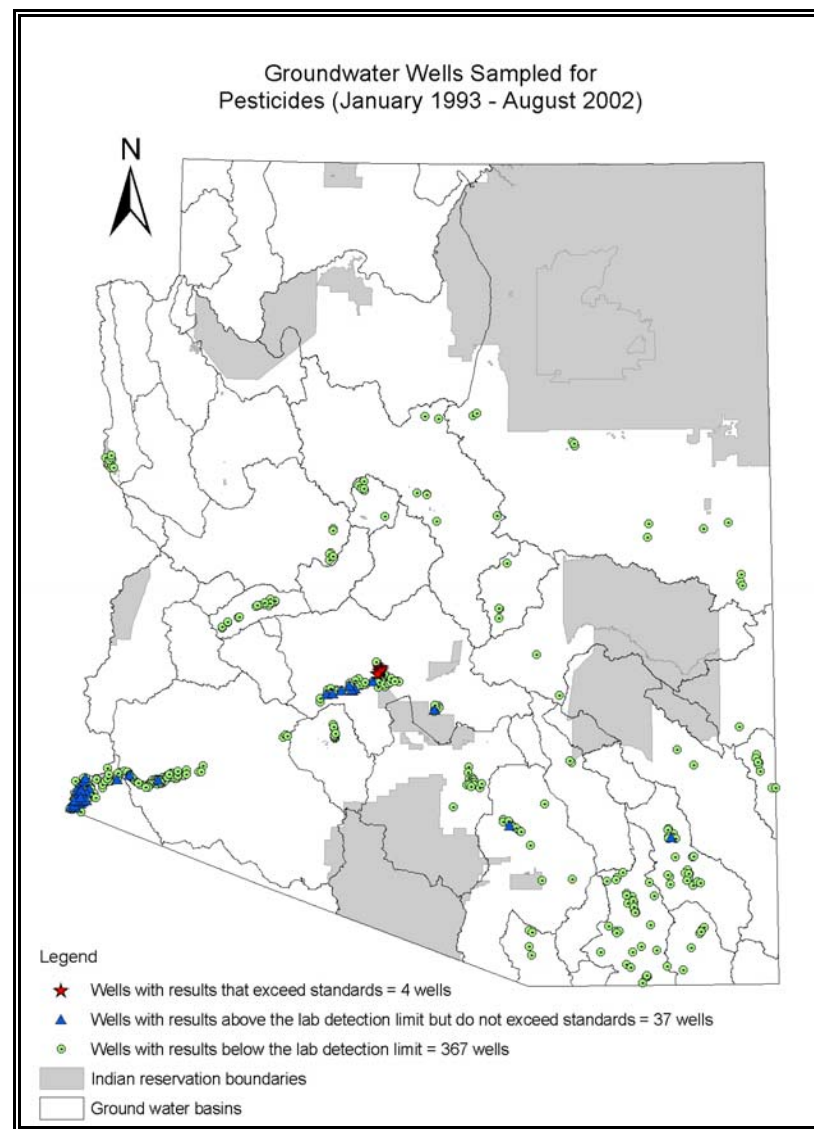 Groundwater Wells Sampled for
Pesticides (January 1993 - August 2002)
N
Legend
Wells with results that exceed standards = 4 wells
Wells with results above the lab detection limit but do not exceed standards = 37 wells
Wells with results below the lab detection limit = 367 wells
Indian reservation boundaries
Ground water basins